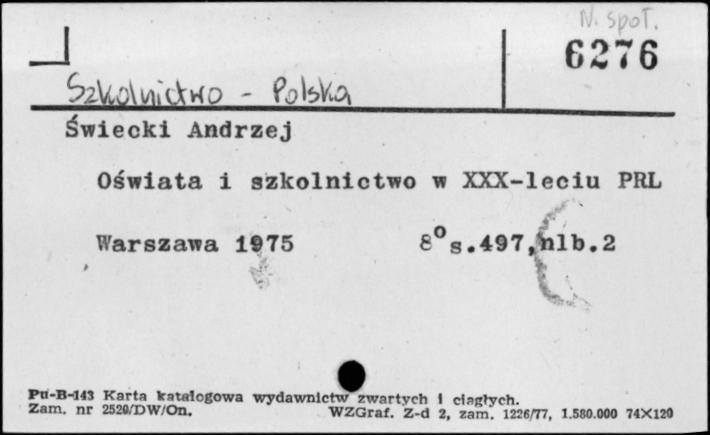 N. społ.
6276
Szkolnictwo - Polska
Świecki Andrzej
Oświata i szkolnictwo w XXX-leciu PRL
Warszawa 1975 8° s.497,nlb.2
Pu-B-143 Karta katalogowa wydawnictw zwartych i ciągłych.
Zam. nr 2520/DW/On. WZGraf. Z-d 2, zam. 1226/77, 1.580.000 74X120